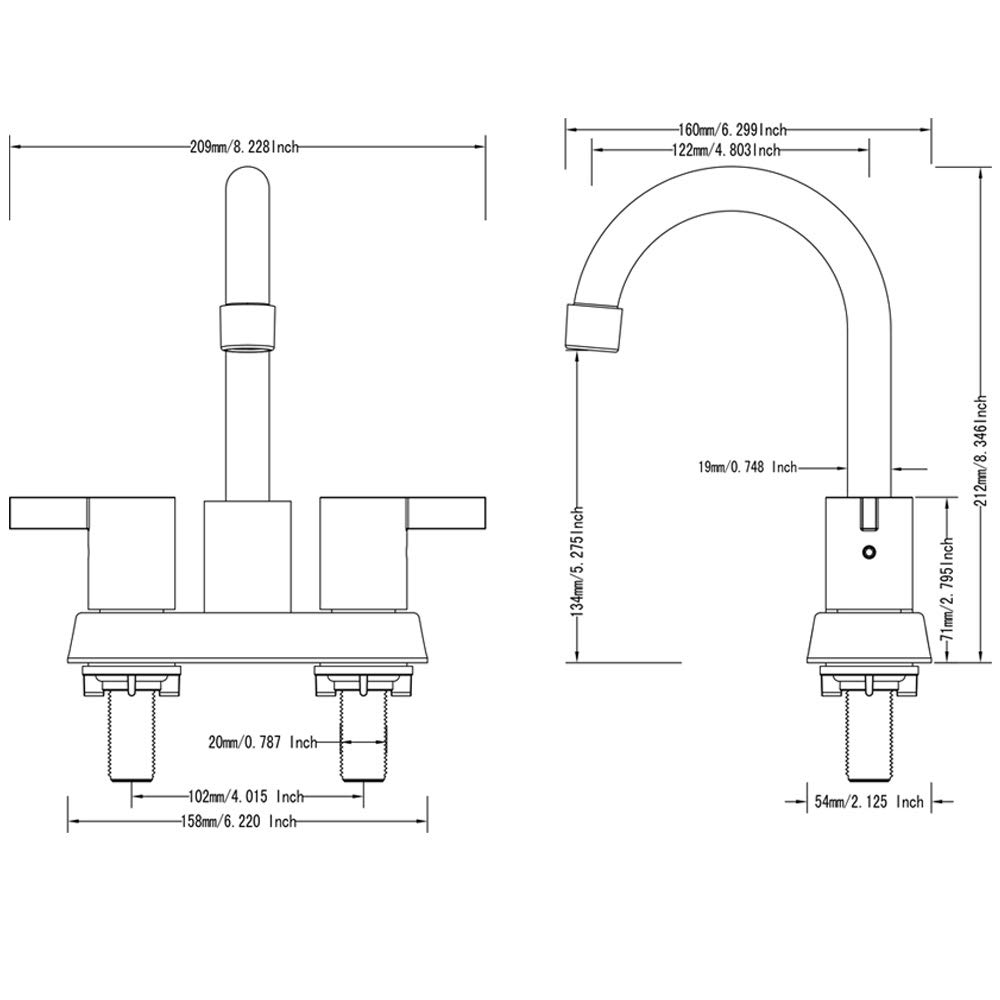 209mm/8.228Inch
160mm/6.299Inch
122mm/4.803Inch
19mm/0.748 Inch
134mm/5.275Inch
71mm/2.795Inch
212mm/8.346Inch
20mm/0.787 Inch
102mm/4.015 Inch
158mm/6.220 Inch
54mm/2.125 Inch